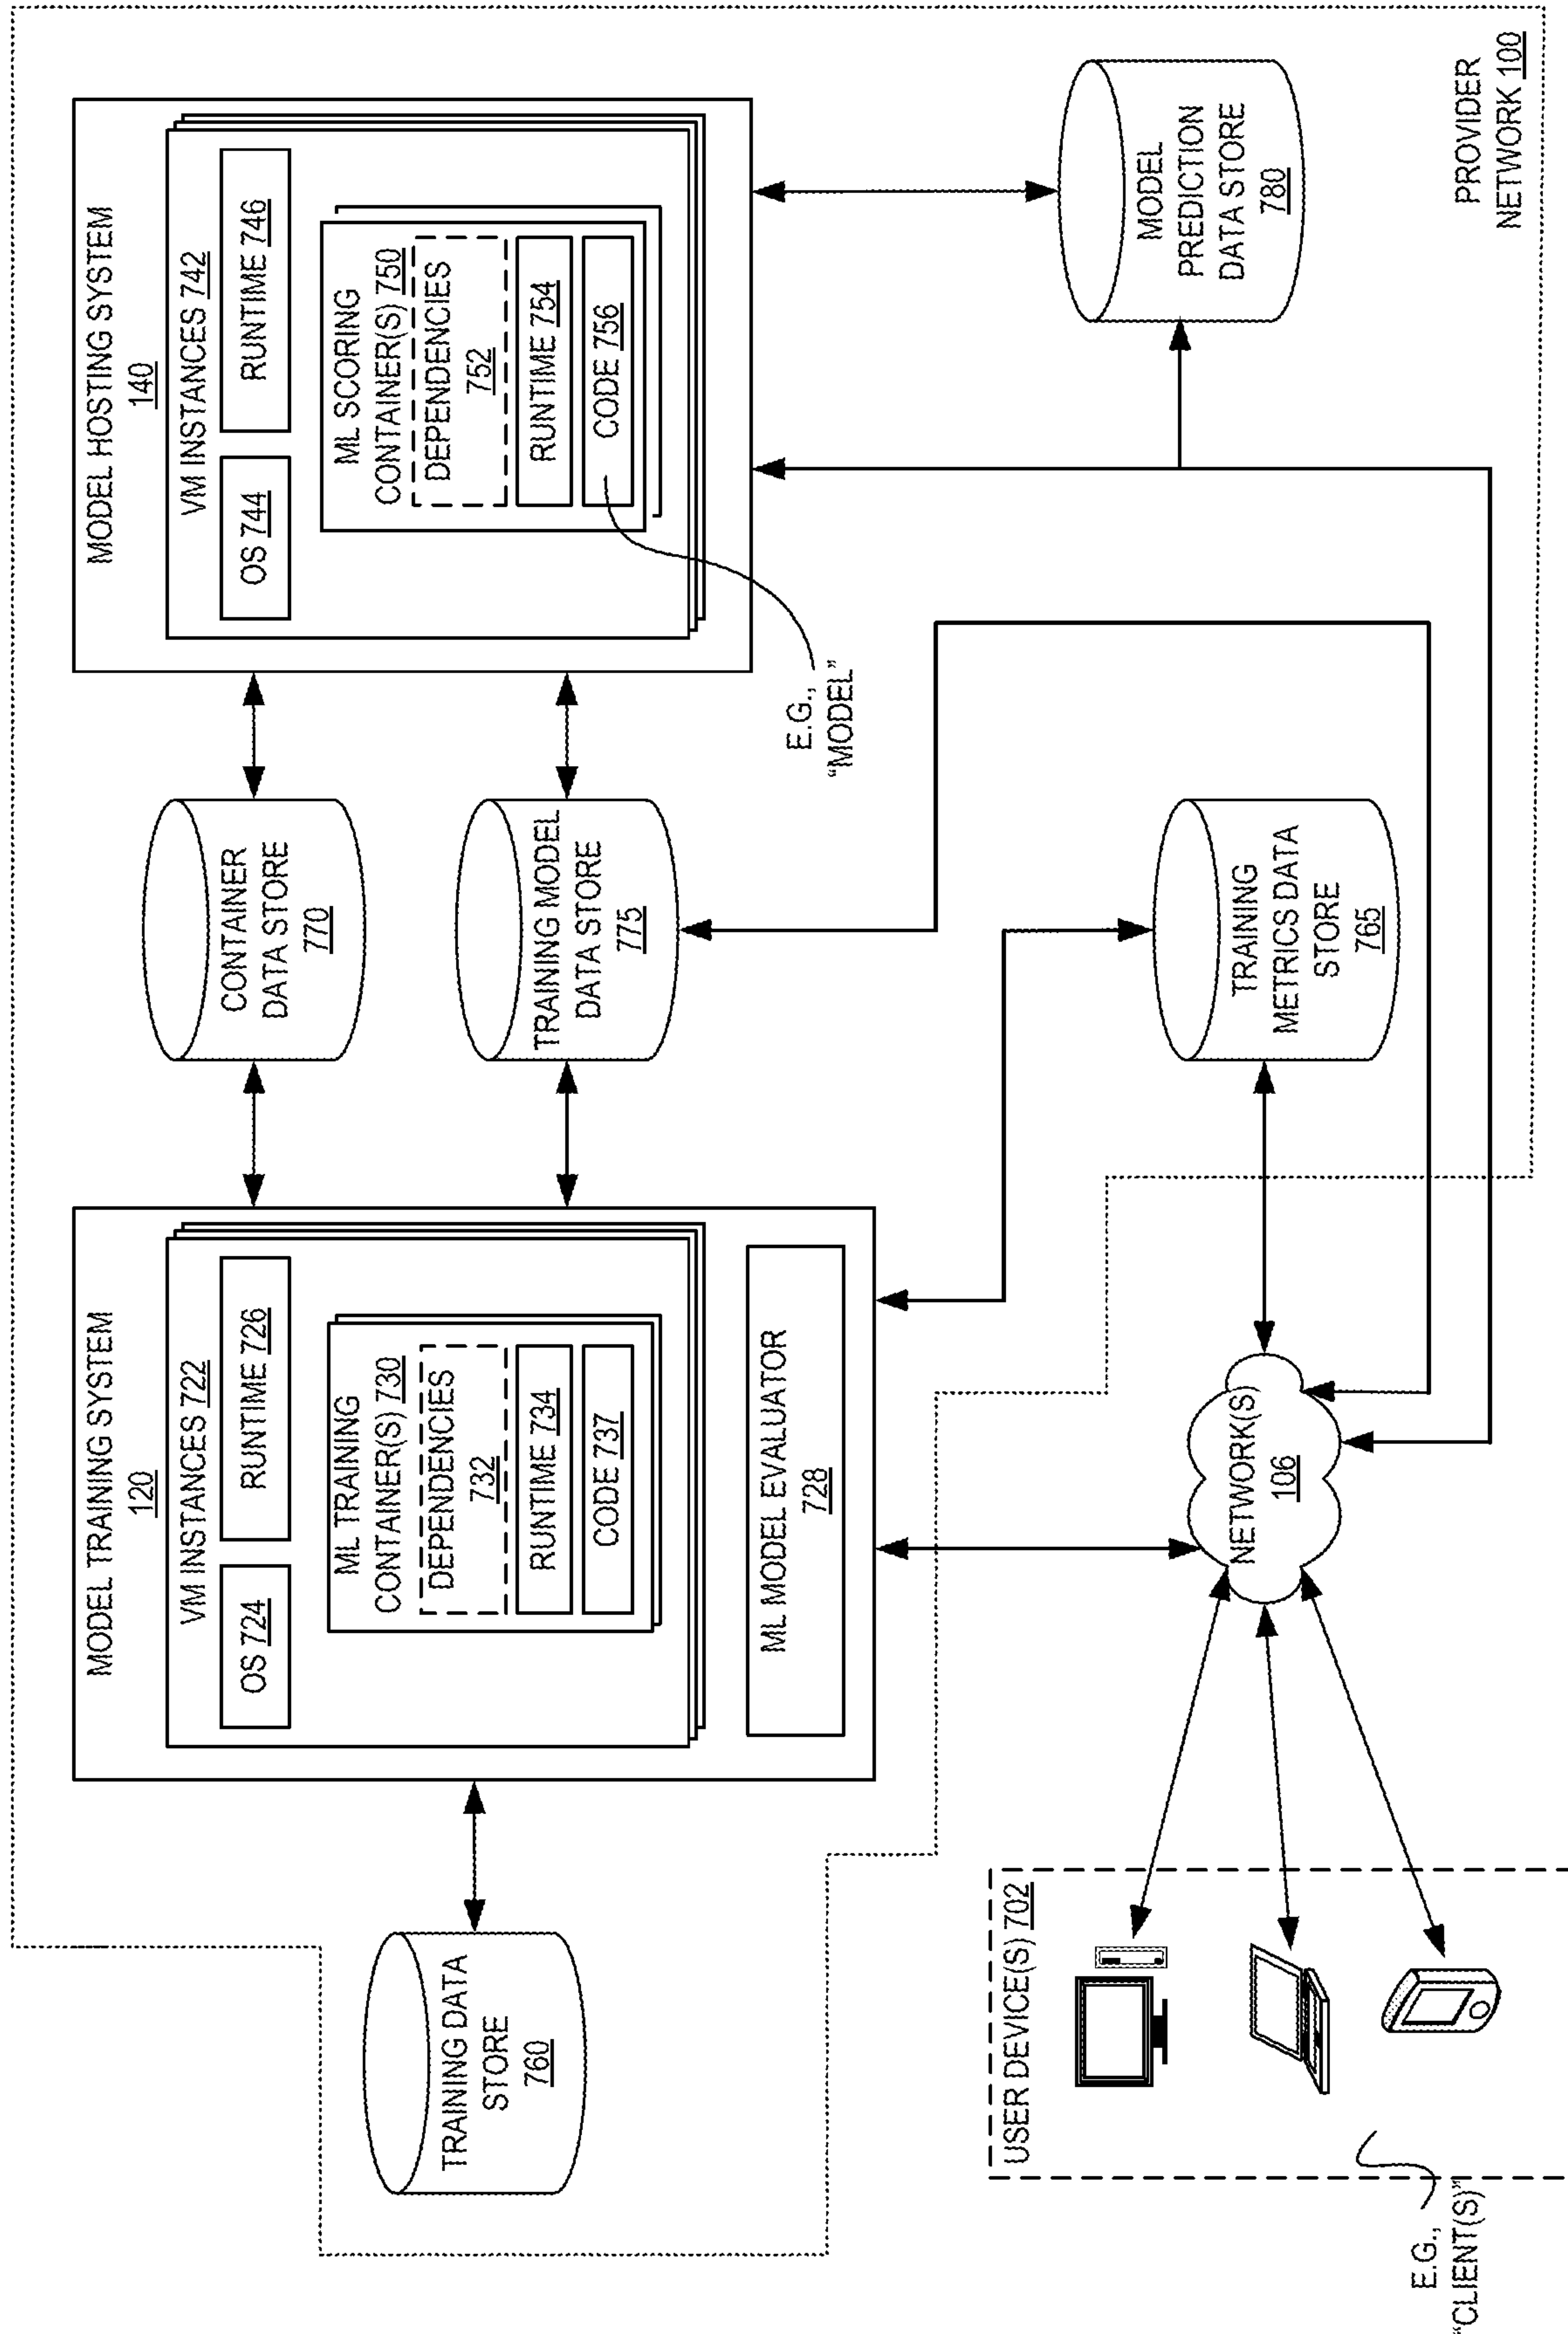 MODEL TRAINING SYSTEM
120
VM INSTANCES 722
OS 724
RUNTIME 726
ML TRAINING
CONTAINER(S) 730
DEPENDENCIES
732
RUNTIME 734
CODE 737
ML MODEL EVALUATOR
728
TRAINING DATA
STORE
760
CONTAINER
DATA STORE
770
TRAINING MODEL
DATA STORE
775
MODEL HOSTING SYSTEM
140
VM INSTANCES 742
OS 744
RUNTIME 746
ML SCORING
CONTAINER(S) 750
DEPENDENCIES
752
RUNTIME 754
CODE 756
E.G.,
“MODEL”
TRAINING
METRICS DATA
STORE
765
MODEL
PREDICTION
DATA STORE
780
PROVIDER
NETWORK 100
NETWORK(S)
106
USER DEVICE(S) 702
E.G.,
“CLIENT(S)”